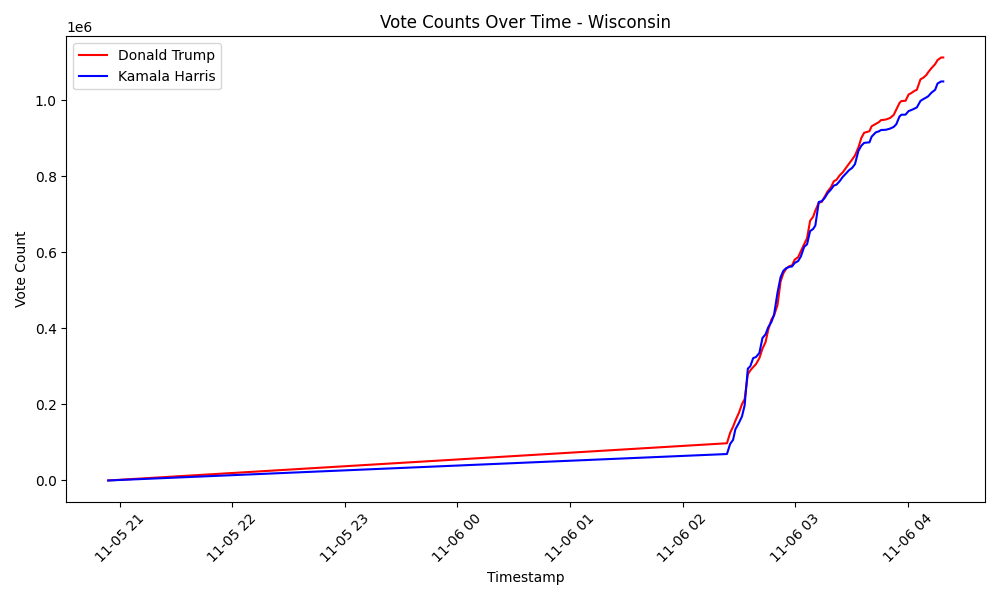 Vote Counts Over Time - Wisconsin
1e6
Donald Trump
Kamala Harris
1.0
0.8
0.6
0.4
0.2
0.0
Vote Count
11-05 21
11-05 22
11-05 23
11-06 00
11-06 01
11-06 02
11-06 03
11-06 04
Timestamp